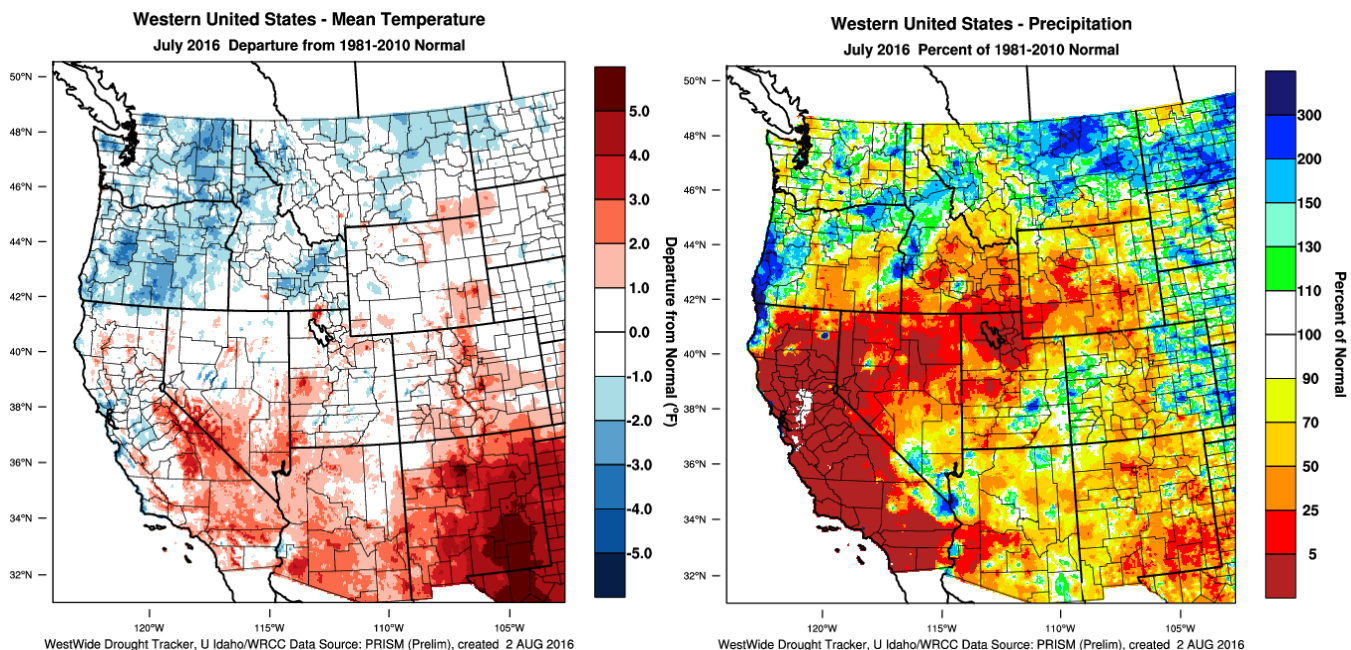 Western United States - Mean Temperature
July 2016 Departure from 1981-2010 Normal
50°N
48°N
46°N
44°N
42°N
40°N
38°N
36°N
34°N
32°N
120°W
115°W
110°W
105°W
5.0
4.0
3.0
2.0
1.0
0.0
-1.0
-2.0
-3.0
-4.0
-5.0
Departure from Normal (°F)
WestWide Drought Tracker, U Idaho/WRCC Data Source: PRISM (Prelim), created 2 AUG 2016
Western United States - Precipitation
July 2016 Percent of 1981-2010 Normal
50°N
48°N
46°N
44°N
42°N
40°N
38°N
36°N
34°N
32°N
120°W
115°W
110°W
105°W
300
200
150
130
110
100
90
70
50
25
5
Percent of Normal
WestWide Drought Tracker, U Idaho/WRCC Data Source: PRISM (Prelim), created 2 AUG 2016